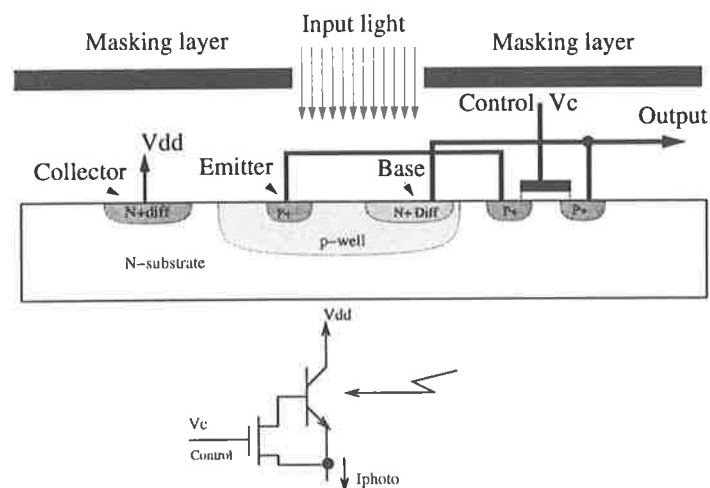 Input light
Masking layer
Masking layer
Control Vc
Output
Vdd
Collector
Emitter
Base
N+diff
P+
N+ Diff
P+
P+
p-well
N-substrate
Vdd
Vc
Control
Iphoto